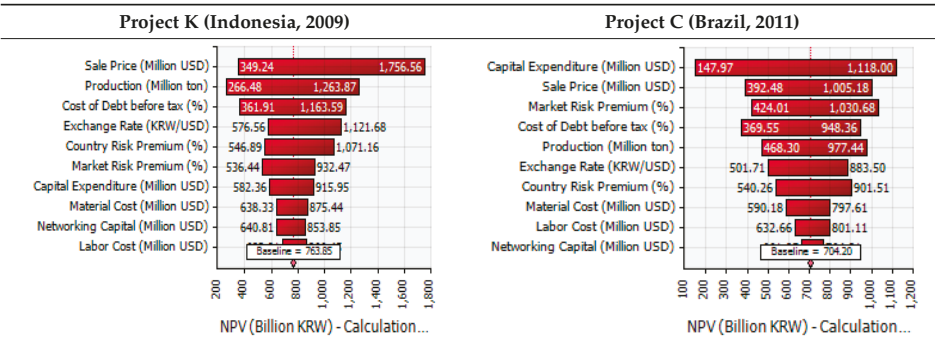 Project K (Indonesia, 2009)
Project C (Brazil, 2011)
Sale Price (Million USD)
349.24
1,756.56
Production (Million ton)
266.48
1,263.87
Cost of Debt before tax (%)
361.91
1,163.59
Exchange Rate (KRW/USD)
576.56
1,121.68
Country Risk Premium (%)
546.89
1,071.16
Market Risk Premium (%)
536.44
932.47
Capital Expenditure (Million USD)
582.36
915.95
Material Cost (Million USD)
638.33
875.44
Networking Capital (Million USD)
640.81
853.85
Labor Cost (Million USD)
Baseline = 763.85
200
400
600
800
1,000
1,200
1,400
1,600
1,800
NPV (Billion KRW) - Calculation...
Capital Expenditure (Million USD)
147.97
1,118.00
Sale Price (Million USD)
392.48
1,005.18
Market Risk Premium (%)
424.01
1,030.68
Cost of Debt before tax (%)
369.55
948.36
Production (Million ton)
468.30
977.44
Exchange Rate (KRW/USD)
501.71
883.50
Country Risk Premium (%)
540.26
901.51
Material Cost (Million USD)
590.18
797.61
Labor Cost (Million USD)
632.66
801.11
Networking Capital (Million USD)
Baseline = 704.20
100
200
300
400
500
600
700
800
900
1,000
1,100
1,200
NPV (Billion KRW) - Calculation...